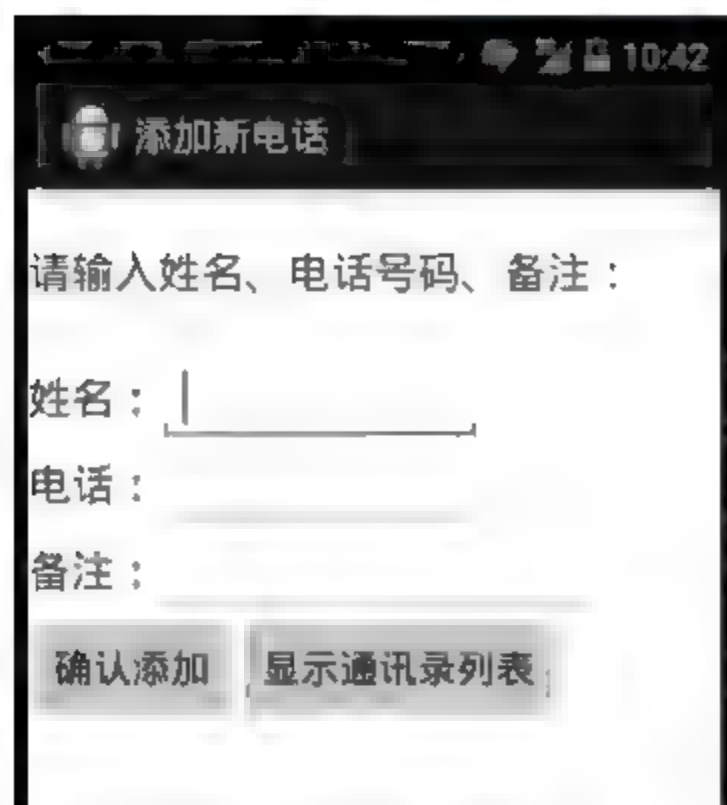 10:42
添加新电话
请输入姓名、电话号码、备注：
姓名：
电话：
备注：
确认添加 显示通讯录列表